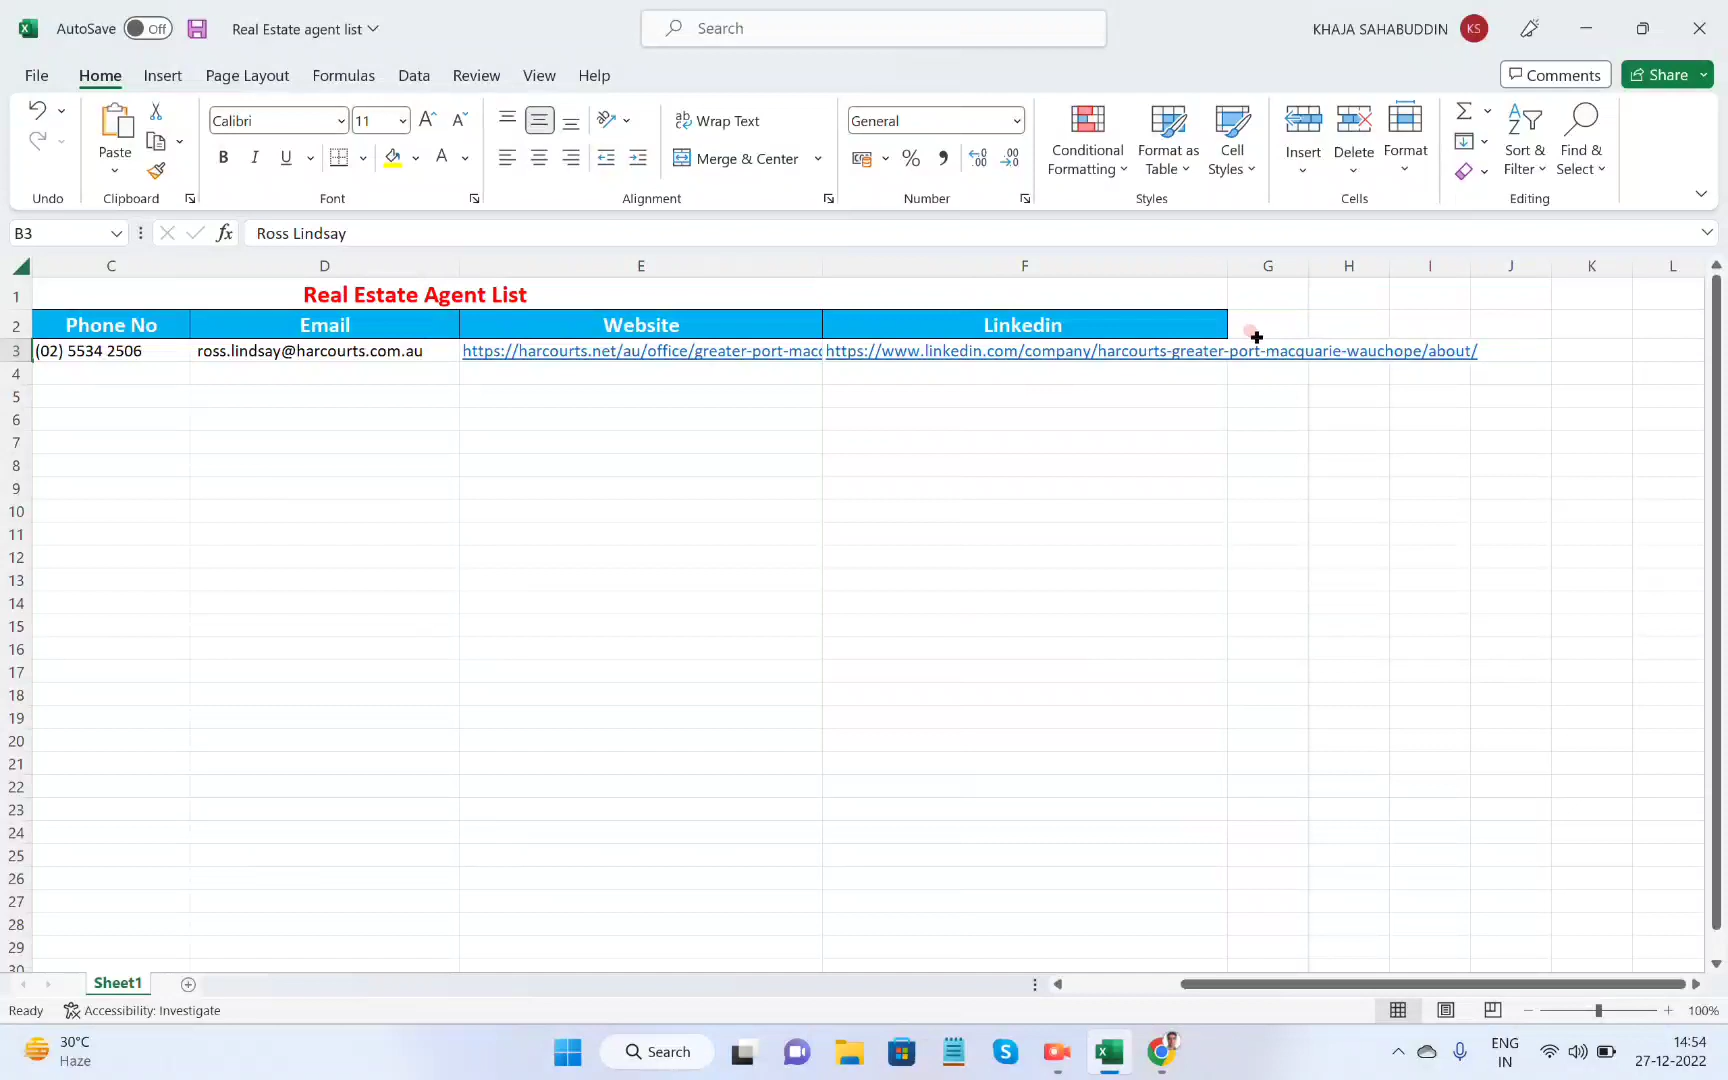 AutoSave Off Real Estate agent list Search KHAJA SAHABUDDIN KS
File Home Insert Page Layout Formulas Data Review View Help Comments Share
Calibri 11 ab Wrap Text General
Paste B I U A Merge & Center % Conditional Formatting Format as Table Cell Styles Insert Delete Format Sort & Filter Find & Select
Undo Clipboard Font Alignment Number Styles Cells Editing
B3 fx Ross Lindsay
C D E F G H I J K L
1 Real Estate Agent List
2 Phone No Email Website Linkedin
3 (02) 5534 2506 ross.lindsay@harcourts.com.au https://harcourts.net/au/office/greater-port-macq https://www.linkedin.com/company/harcourts-greater-port-macquarie-wauchope/about/
4
5
6
7
8
9
10
11
12
13
14
15
16
17
18
19
20
21
22
23
24
25
26
27
28
29
30
Sheet1
Ready Accessibility: Investigate 100%
30°C Search ENG 14:54
Haze IN 27-12-2022